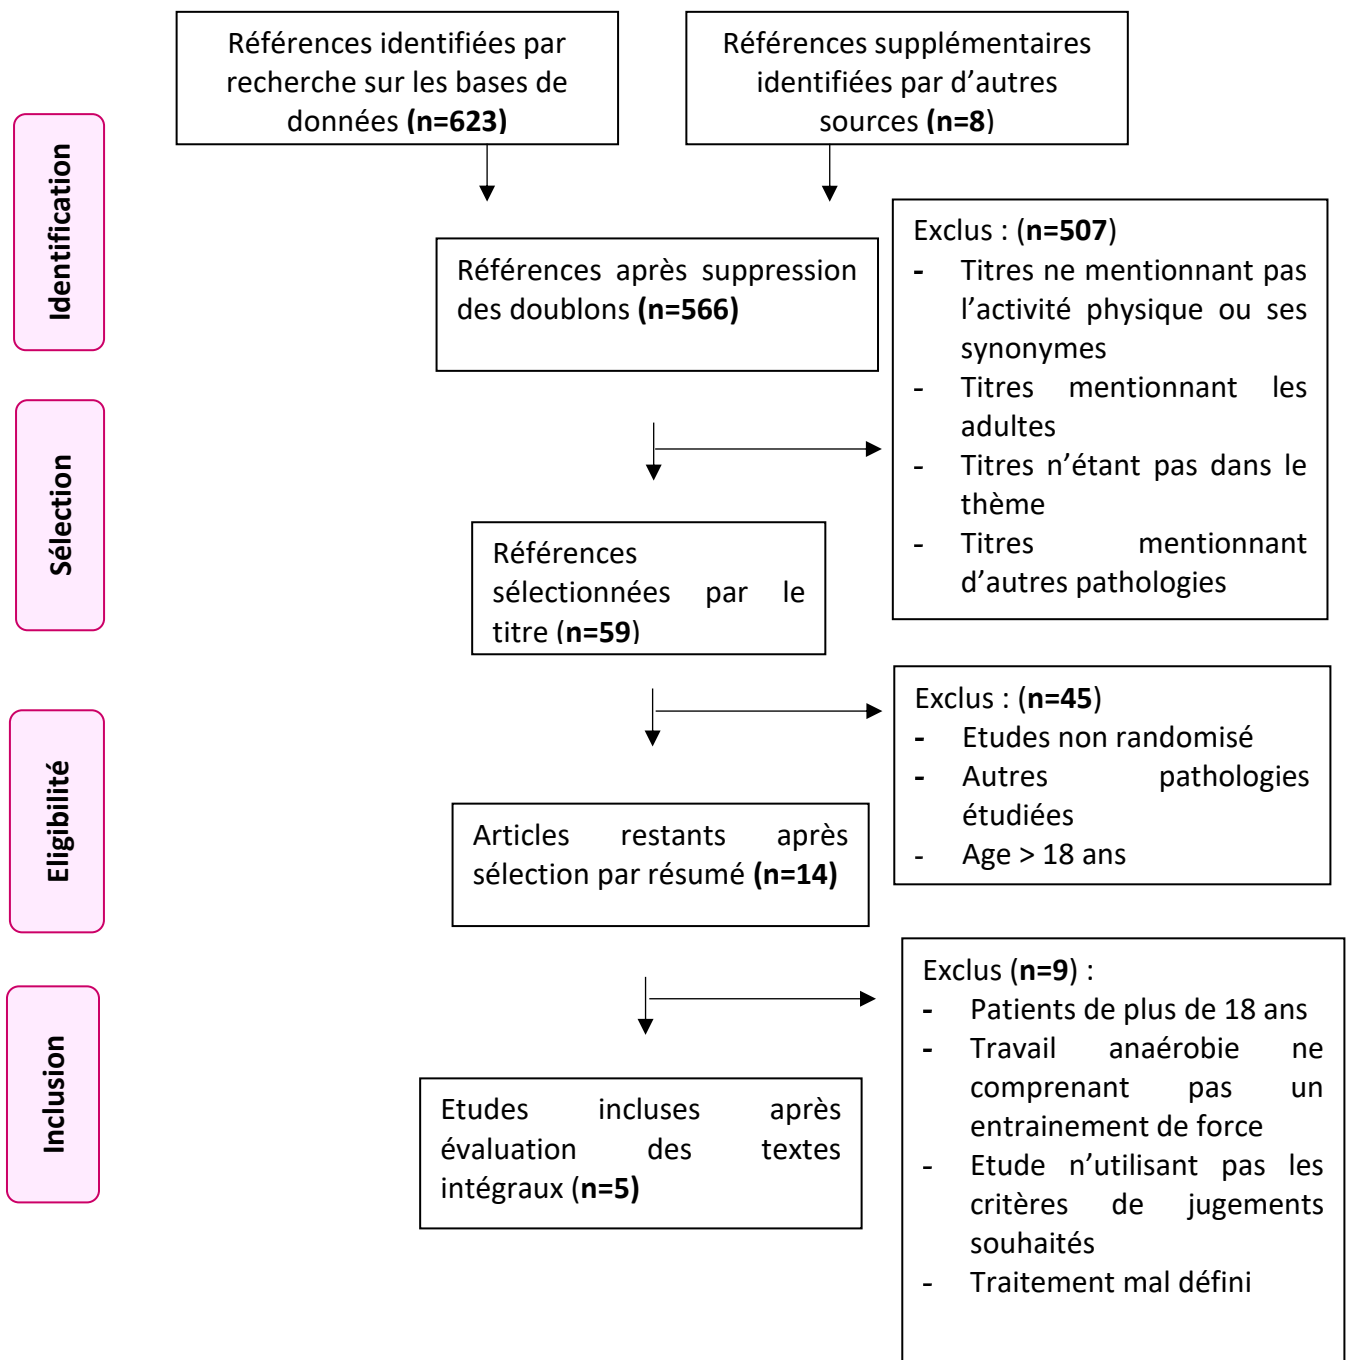 Références identifiées par
recherche sur les bases de
données (n=623)
Références supplémentaires
identifiées par d'autres
sources (n=8)
Identification
Références après suppression
des doublons (n=566)
Exclus : (n=507)
- Titres ne mentionnant pas
l'activité physique ou ses
synonymes
- Titres mentionnant les
adultes
- Titres n'étant pas dans le
thème
- Titres mentionnant
d'autres pathologies
Sélection
Références
sélectionnées par le
titre (n=59)
Exclus : (n=45)
- Etudes non randomisé
- Autres pathologies
étudiées
- Age > 18 ans
Eligibilité
Articles restants après
sélection par résumé (n=14)
Exclus (n=9) :
- Patients de plus de 18 ans
- Travail anaérobie ne
comprenant pas un
entrainement de force
- Etude n'utilisant pas les
critères de jugements
souhaités
- Traitement mal défini
Inclusion
Etudes incluses après
évaluation des textes
intégraux (n=5)